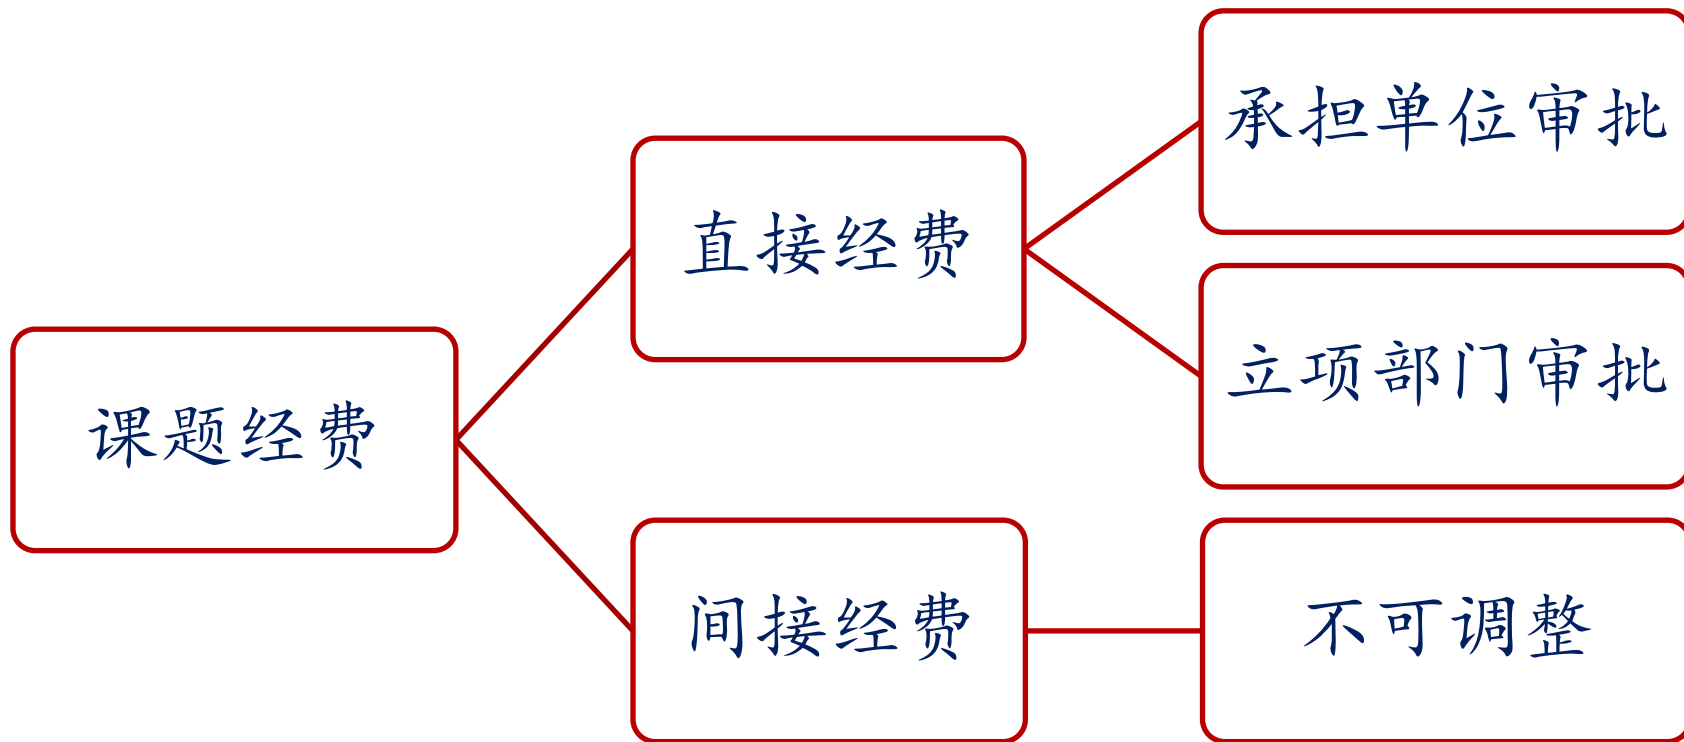 课题经费
直接经费
承担单位审批
立项部门审批
间接经费
不可调整